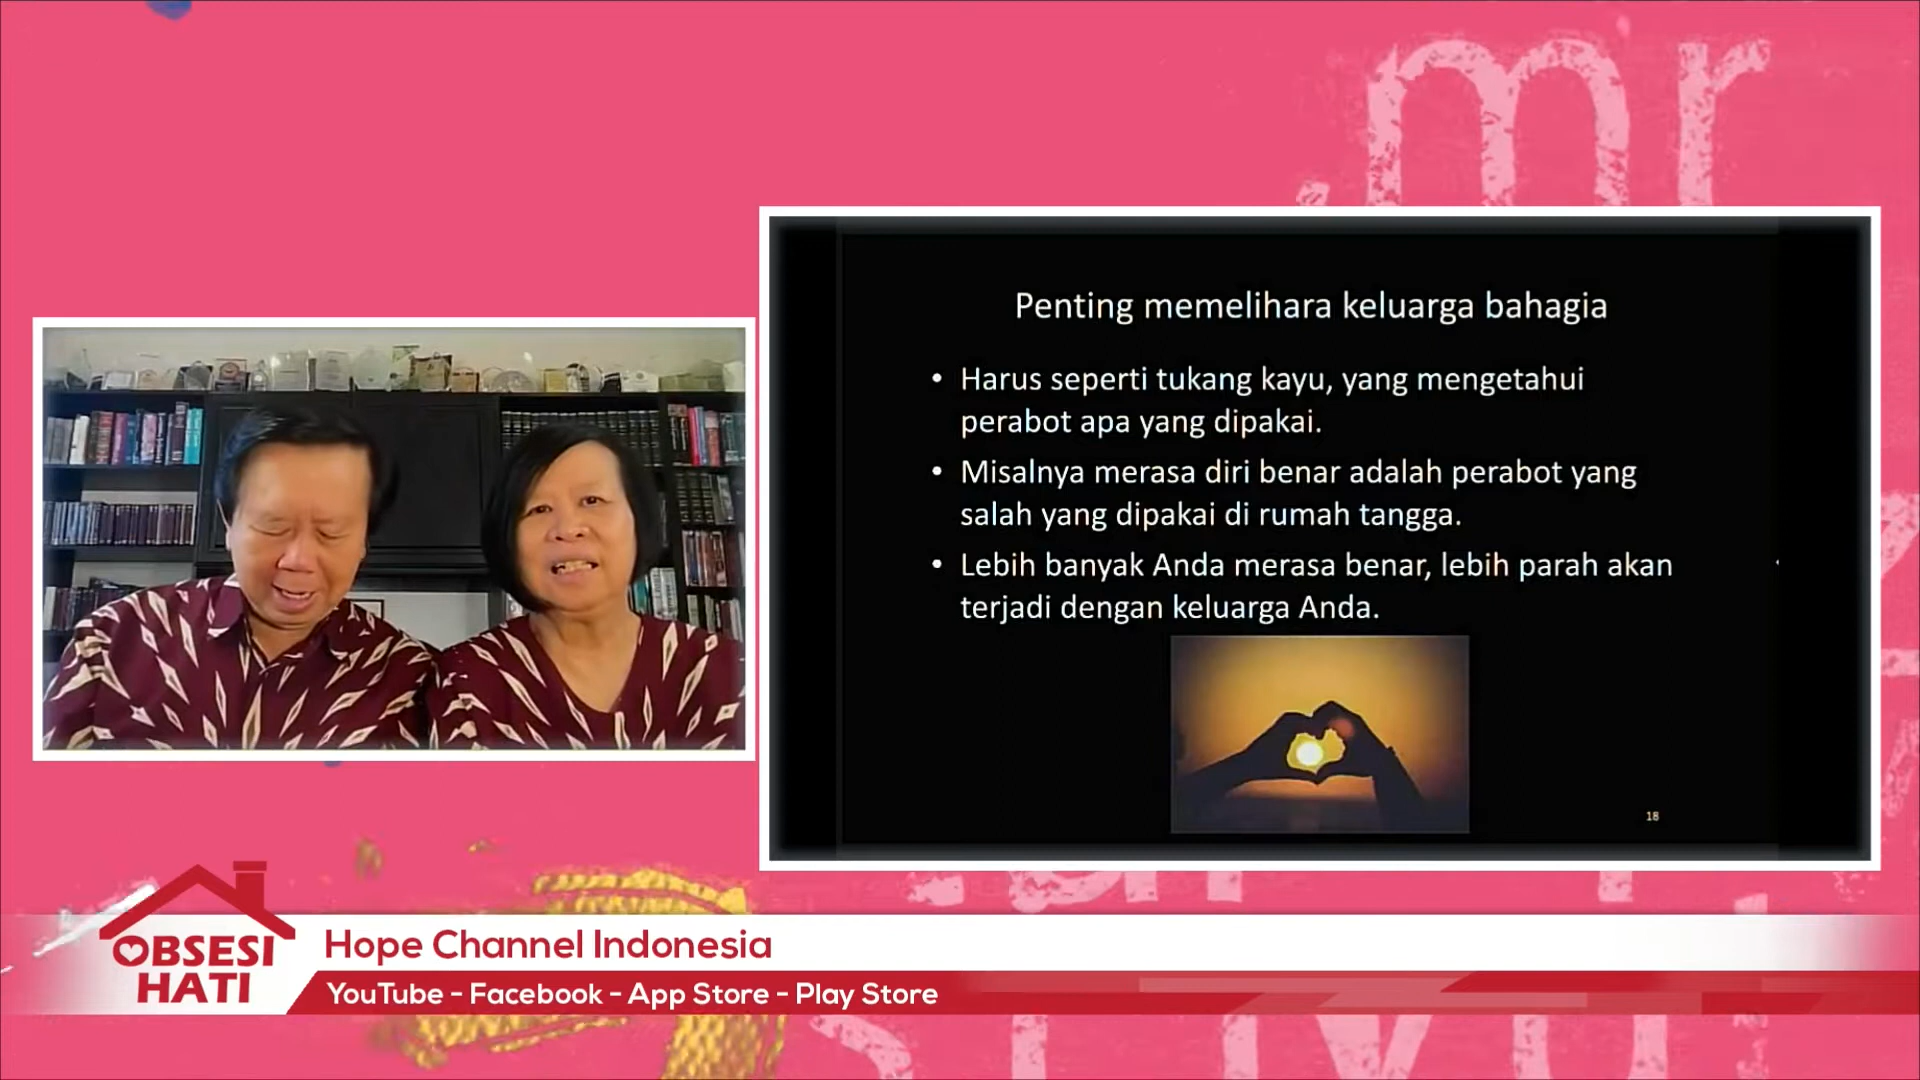 mr
Penting memelihara keluarga bahagia
• Harus seperti tukang kayu, yang mengetahui
perabot apa yang dipakai.
• Misalnya merasa diri benar adalah perabot yang
salah yang dipakai di rumah tangga.
• Lebih banyak Anda merasa benar, lebih parah akan
terjadi dengan keluarga Anda.
18
OBSESI
HATI
Hope Channel Indonesia
YouTube - Facebook - App Store - Play Store